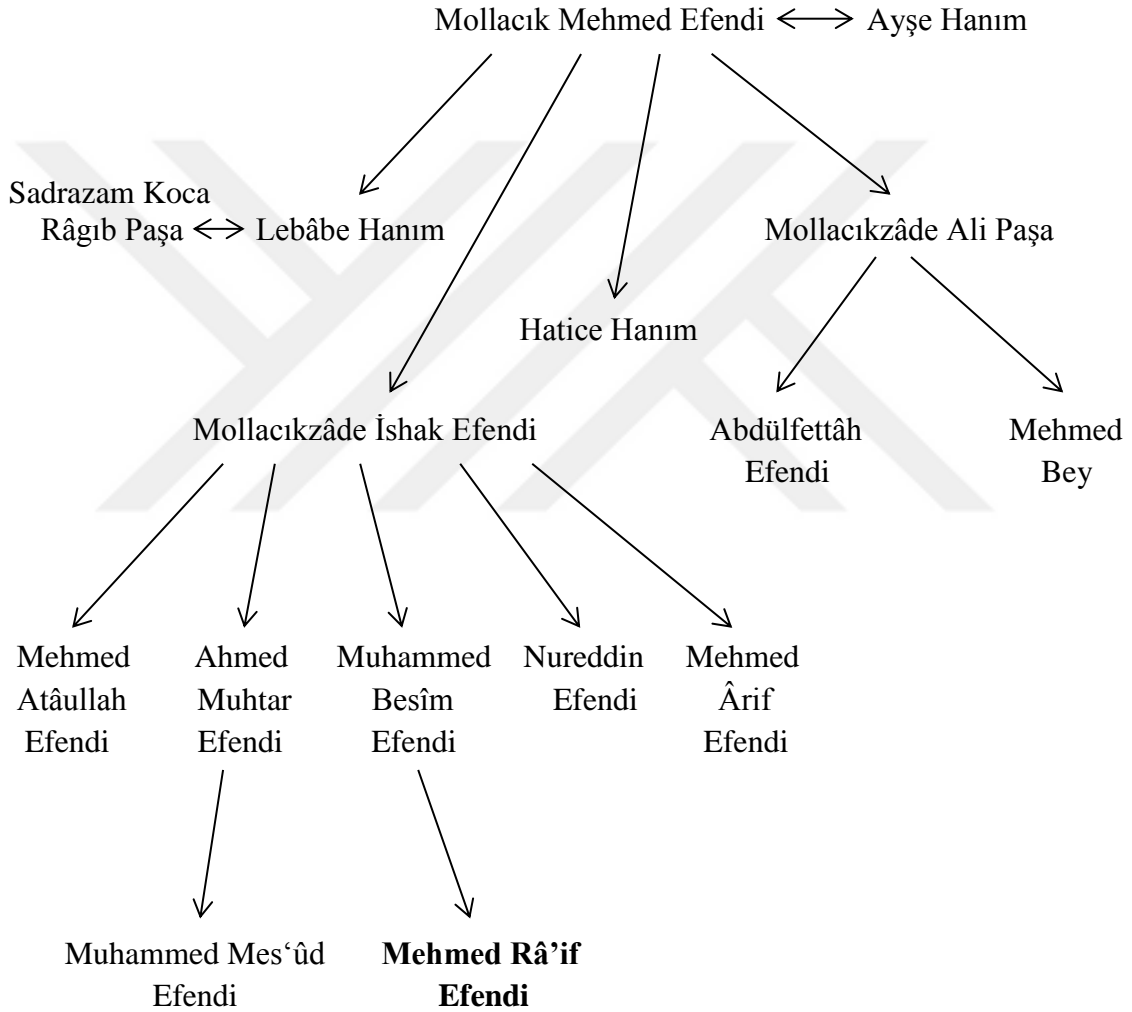 Mollacık Mehmed Efendi
Ayşe Hanım
Sadrazam Koca
Râgıb Paşa
Lebâbe Hanım
Mollacıkzâde Ali Paşa
Hatice Hanım
Mollacıkzâde İshak Efendi
Abdülfettâh
Efendi
Mehmed
Bey
Mehmed
Atâullah
Efendi
Ahmed
Muhtar
Efendi
Muhammed
Besîm
Efendi
Nureddin
Efendi
Mehmed
Ârif
Efendi
Muhammed Mes‘ûd
Efendi
Mehmed Râ’if
Efendi